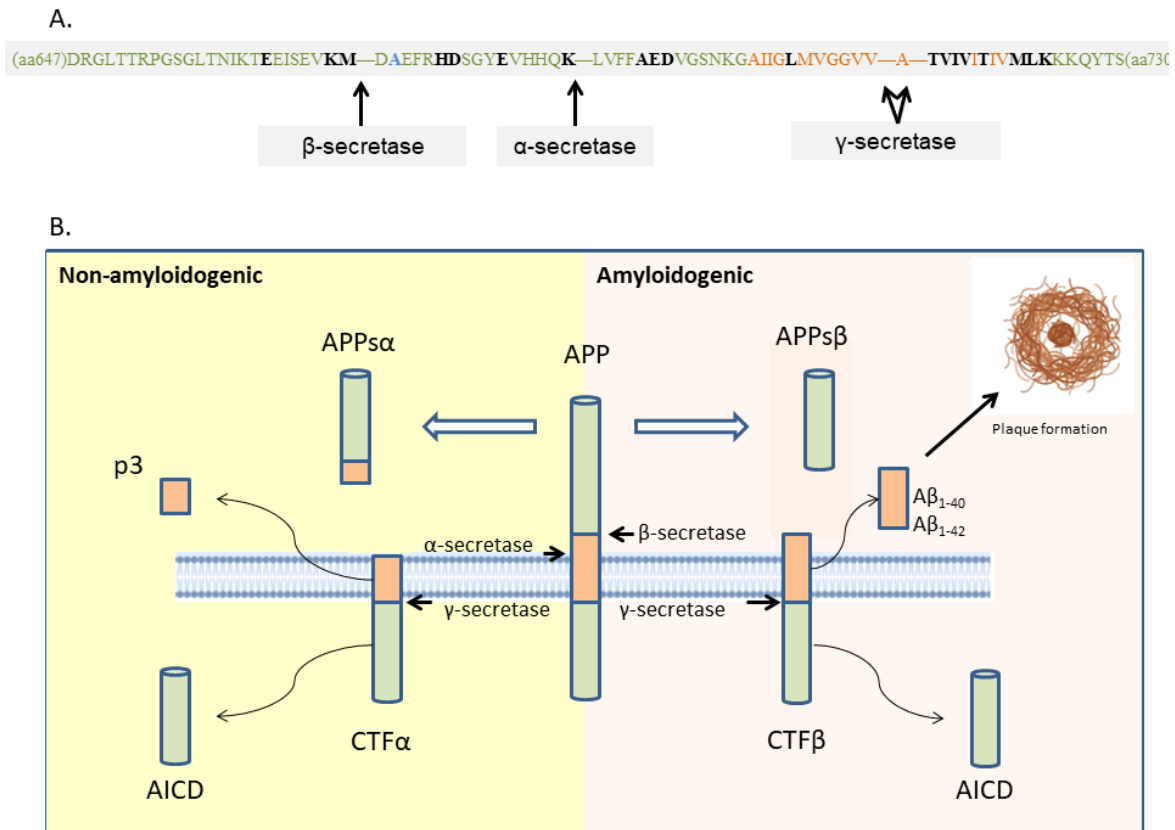 A.
(aa647)DRGLTTRPGSGLTNIKTEEISEVKM—DAEFRHDSGYEVHHQK—LVFFAEDVGSNKGAIIGLMVGGVV—A—TVIVITIVMLKKKQYTS(aa730
β-secretase
α-secretase
γ-secretase
B.
Non-amyloidogenic
Amyloidogenic
APPsα
APP
APPsβ
Plaque formation
p3
Aβ1-40
Aβ1-42
β-secretase
α-secretase
γ-secretase
γ-secretase
CTFα
CTFβ
AICD
AICD